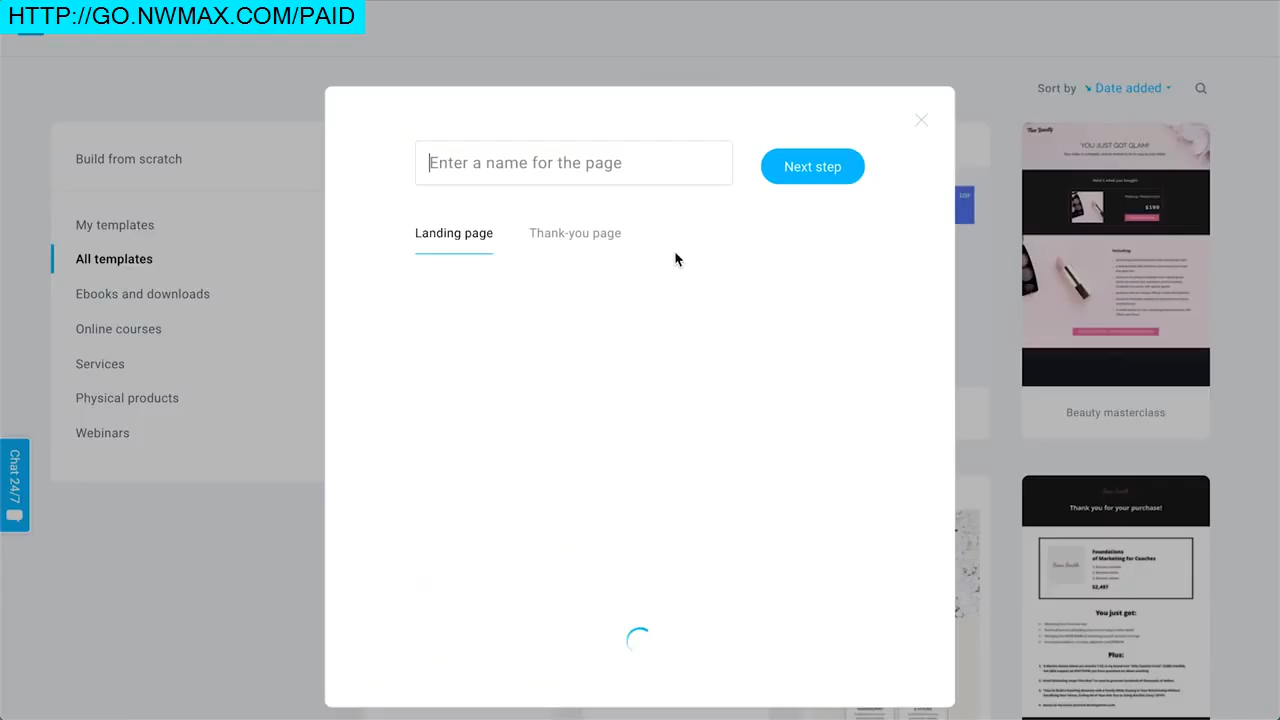 HTTP://GO.NWMAX.COM/PAID
Sort by
Date added
Build from scratch
My templates
All templates
Ebooks and downloads
Online courses
Services
Physical products
Webinars
Chat 24/7
Enter a name for the page
Next step
Landing page
Thank-you page
YOU JUST GOT GLAM!
$199
Including:
Beauty masterclass
Thank you for your purchase!
Foundations
of Marketing for Coaches
$2,497
You just got:
Plus: